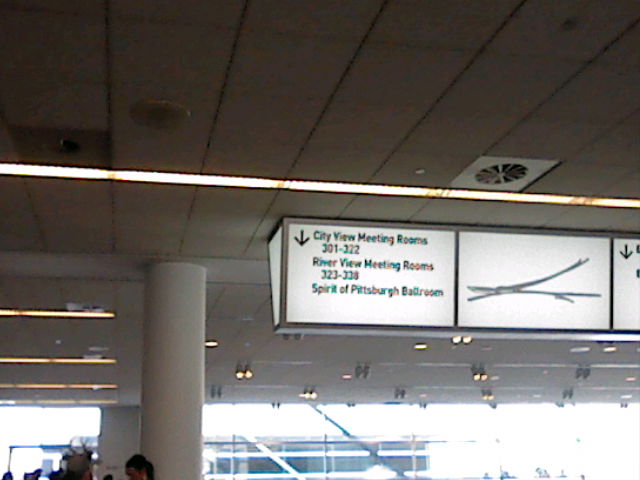 City View Meeting Rooms
301-322
River View Meeting Rooms
323-338
Spirit of Pittsburgh Ballroom